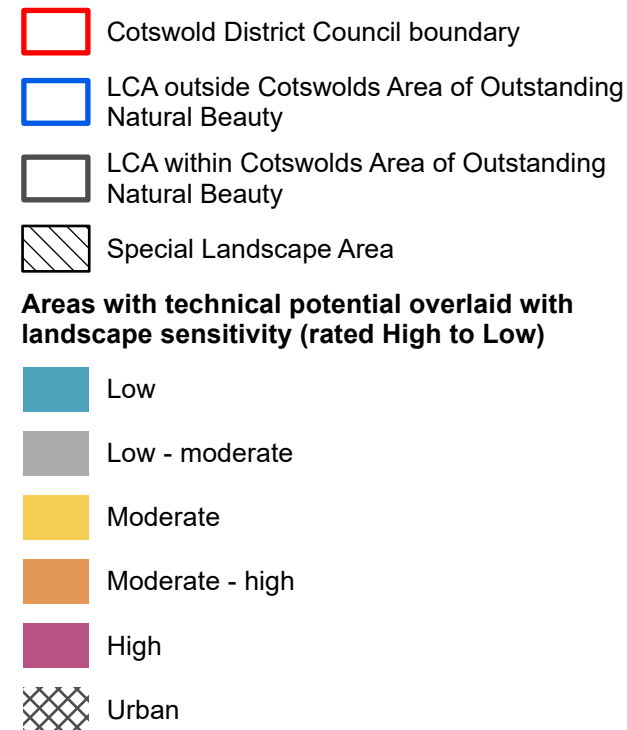 Cotswold District Council boundary
LCA outside Cotswolds Area of Outstanding
Natural Beauty
LCA within Cotswolds Area of Outstanding
Natural Beauty
Special Landscape Area
Areas with technical potential overlaid with
landscape sensitivity (rated High to Low)
Low
Low - moderate
Moderate
Moderate - high
High
Urban